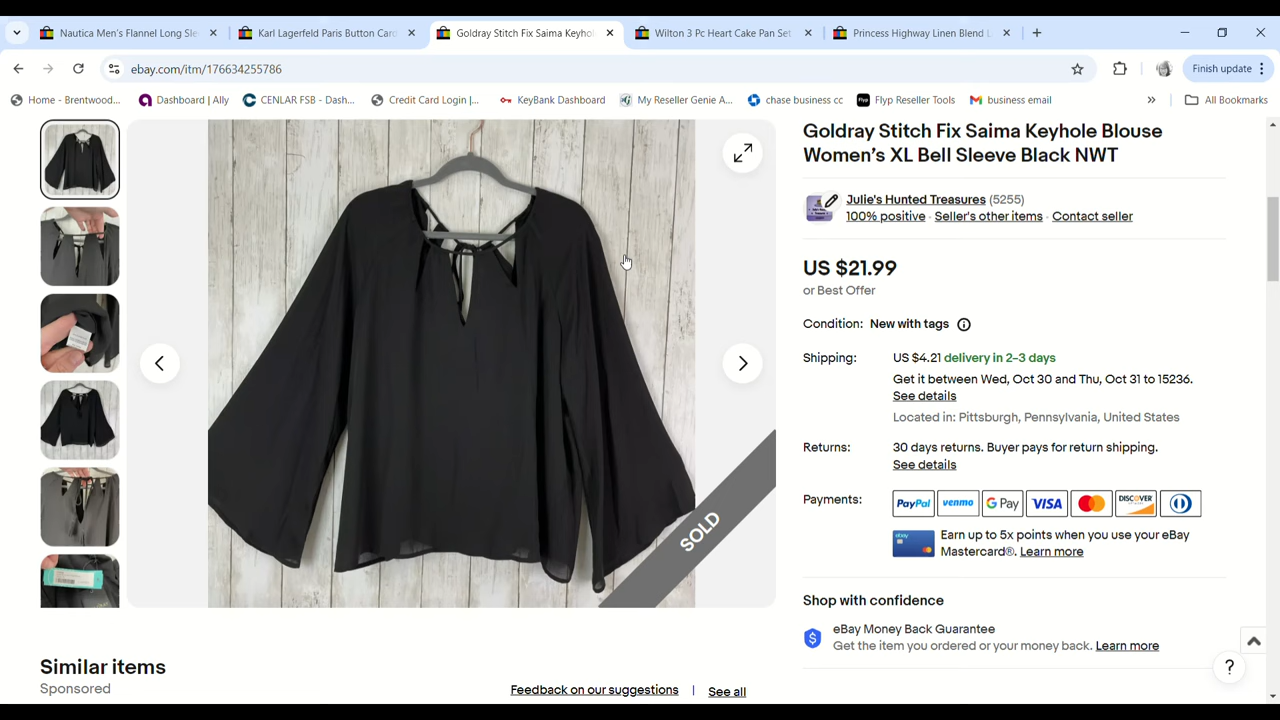 Nautica Men's Flannel Long Sle
Karl Lagerfeld Paris Button Card
Goldray Stitch Fix Saima Keyho
Wilton 3 Pc Heart Cake Pan Set
Princess Highway Linen Blend L
ebay.com/itm/176634255786
Finish update
Home - Brentwood...
Dashboard | Ally
CENLAR FSB - Dash...
Credit Card Login |...
KeyBank Dashboard
My Reseller Genie A...
chase business cc
Flyp Reseller Tools
business email
All Bookmarks
Goldray Stitch Fix Saima Keyhole Blouse
Women's XL Bell Sleeve Black NWT
Julie's Hunted Treasures (5255)
100% positive · Seller's other items · Contact seller
US $21.99
or Best Offer
Condition: New with tags
Shipping: US $4.21 delivery in 2–3 days
Get it between Wed, Oct 30 and Thu, Oct 31 to 15236.
See details
Located in: Pittsburgh, Pennsylvania, United States
Returns: 30 days returns. Buyer pays for return shipping.
See details
Payments: PayPal venmo G Pay VISA MasterCard DISCOVER
Earn up to 5x points when you use your eBay
Mastercard®. Learn more
Shop with confidence
eBay Money Back Guarantee
Get the item you ordered or your money back. Learn more
?
SOLD
Similar items
Sponsored
Feedback on our suggestions | See all